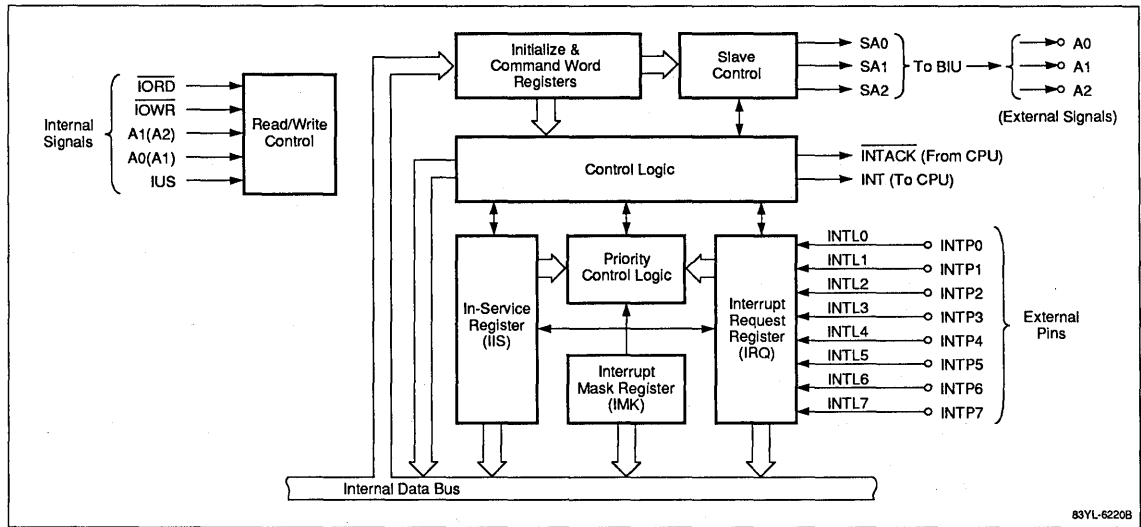 Internal
Signals
IORD
IOWR
A1(A2)
A0(A1)
IUS
Read/Write
Control
Initialize &
Command Word
Registers
Slave
Control
SA0
SA1
SA2
To BIU
A0
A1
A2
(External Signals)
Control Logic
INTACK (From CPU)
INT (To CPU)
In-Service
Register
(IIS)
Priority
Control Logic
Interrupt
Mask Register
(IMK)
Interrupt
Request
Register
(IRQ)
INTL0 INTP0
INTL1 INTP1
INTL2 INTP2
INTL3 INTP3
INTL4 INTP4
INTL5 INTP5
INTL6 INTP6
INTL7 INTP7
External
Pins
Internal Data Bus
83YL-6220B